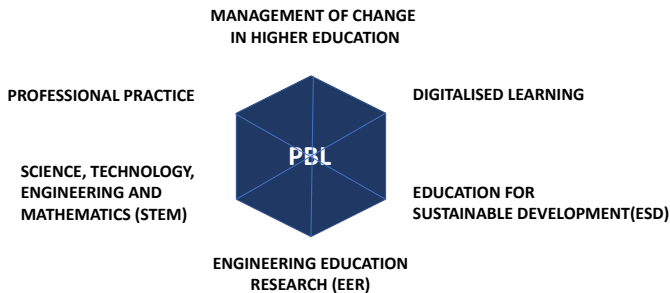 MANAGEMENT OF CHANGE
IN HIGHER EDUCATION
PROFESSIONAL PRACTICE
DIGITALISED LEARNING
PBL
SCIENCE, TECHNOLOGY,
ENGINEERING AND
MATHEMATICS (STEM)
EDUCATION FOR
SUSTAINABLE DEVELOPMENT(ESD)
ENGINEERING EDUCATION
RESEARCH (EER)